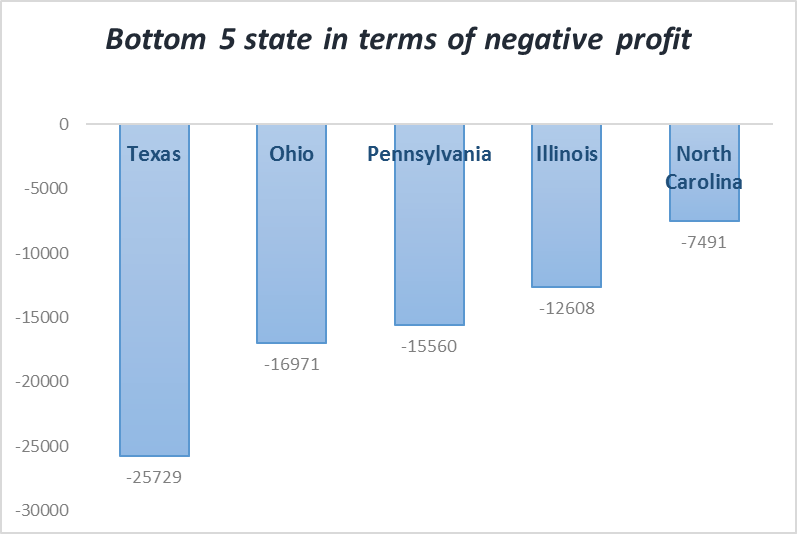 Bottom 5 state in terms of negative profit
0
-5000
-10000
-15000
-20000
-25000
-30000
Texas
Ohio
Pennsylvania
Illinois
North
Carolina
-25729
-16971
-15560
-12608
-7491